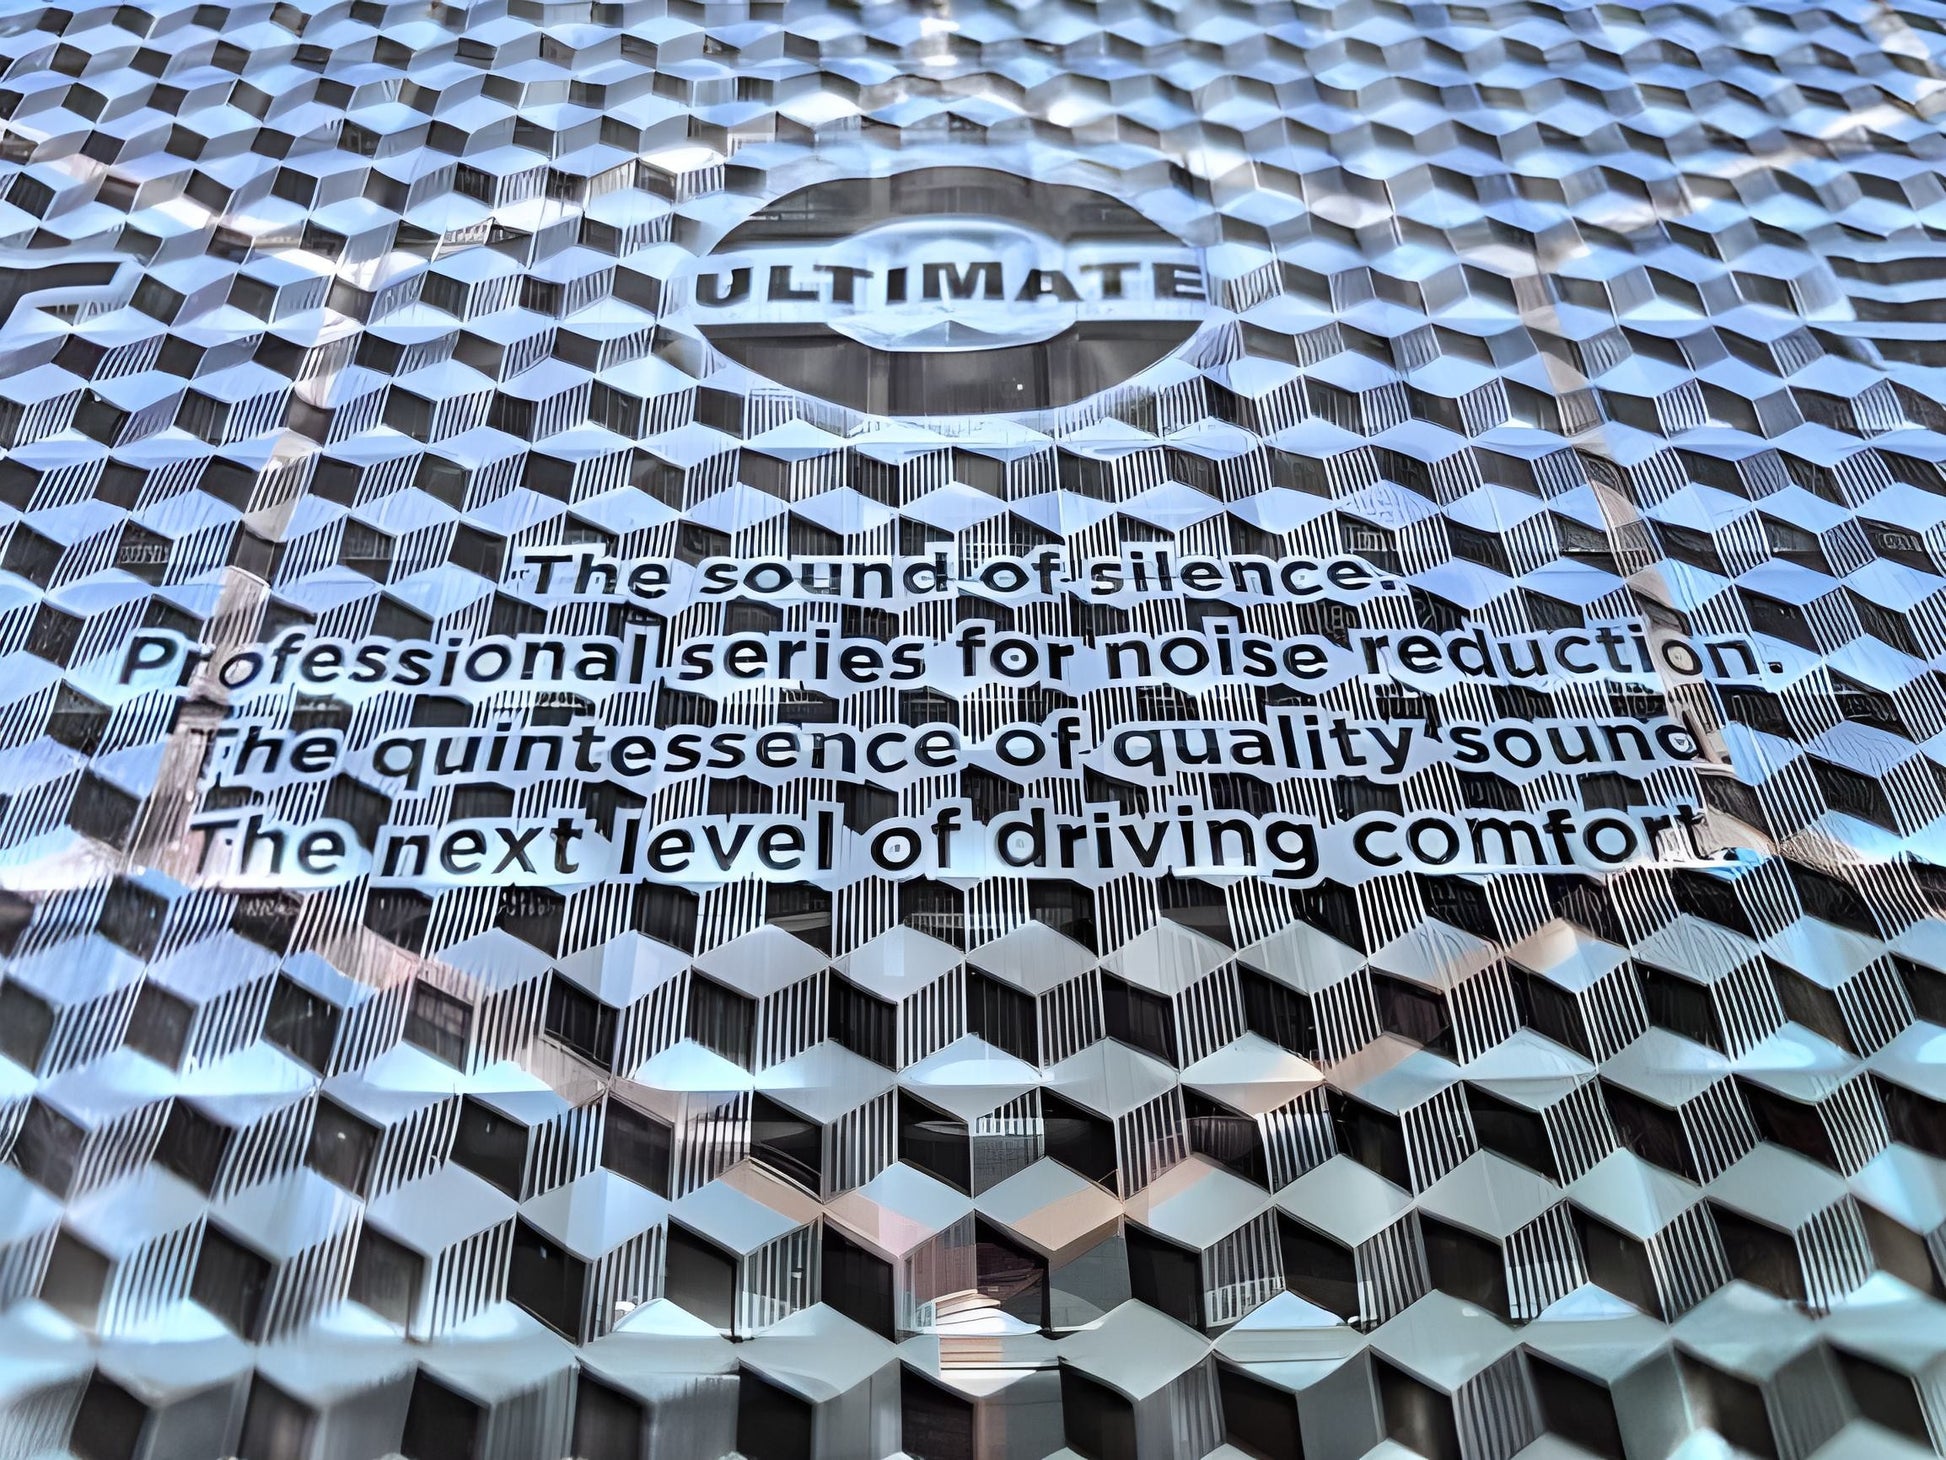 ULTIMATE
The sound of silence.
Professional series for noise reduction.
The quintessence of quality sound
The next level of driving comfort